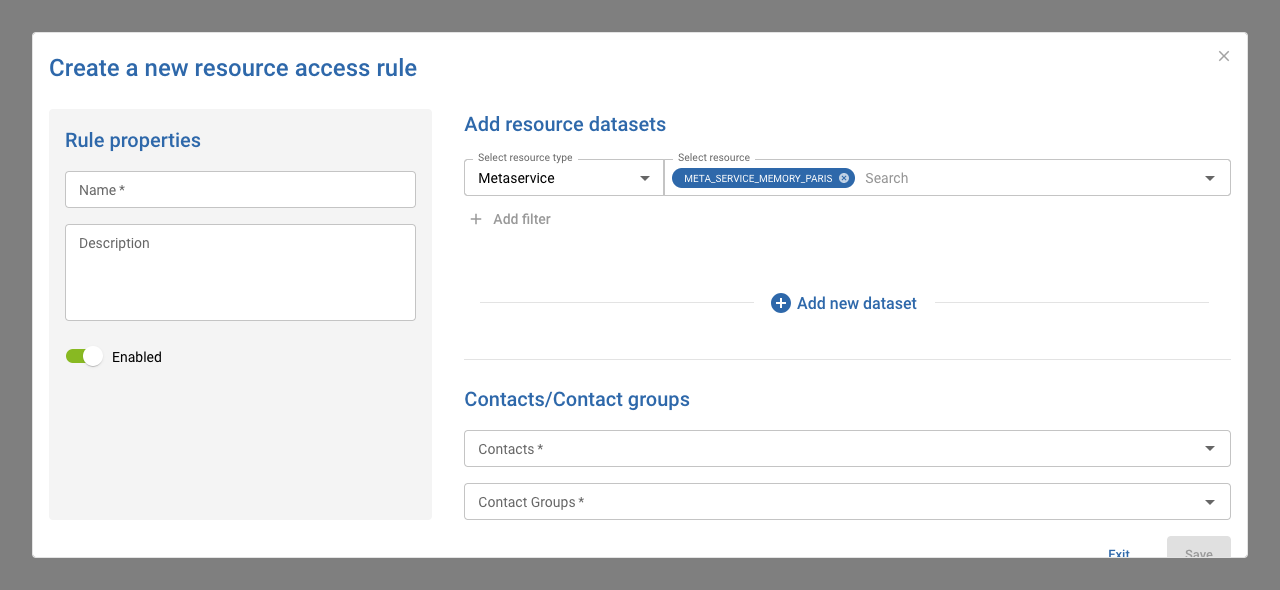 Create a new resource access rule
Rule properties
Name *
Description
Enabled
Add resource datasets
Select resource type
Metaservice
Select resource
META_SERVICE_MEMORY_PARIS
Search
Add filter
Add new dataset
Contacts/Contact groups
Contacts *
Contact Groups *
Exit
Save